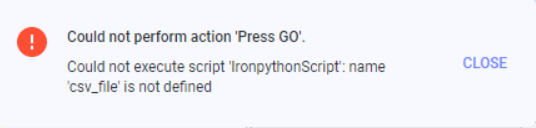 Could not perform action 'Press GO'.
Could not execute script 'IronpythonScript': name
'csv_file' is not defined
CLOSE